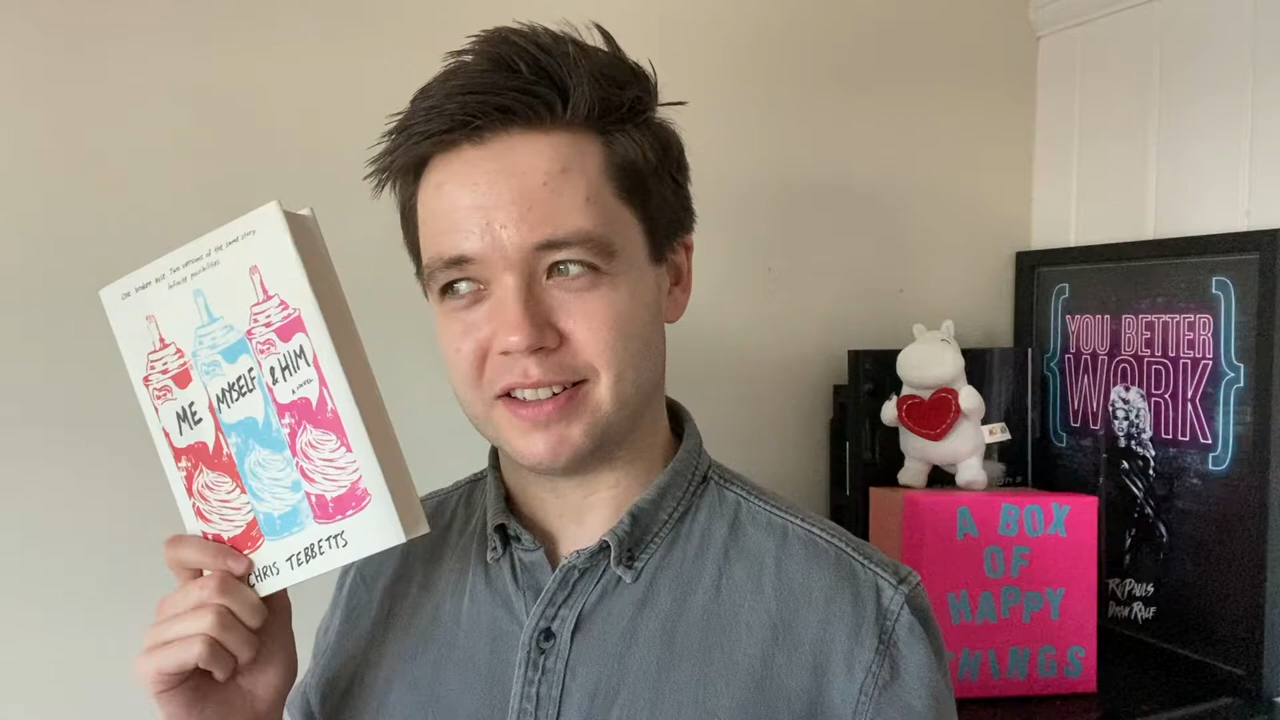 One broken wrist. Two versions of the same story.
Infinite possibilities.
ME
MYSELF
& HIM
A NOVEL
CHRIS TEBBETTS
YOU BETTER
WORK
RUPAUL'S
DRAG RACE
A BOX
OF
HAPPY
THINGS